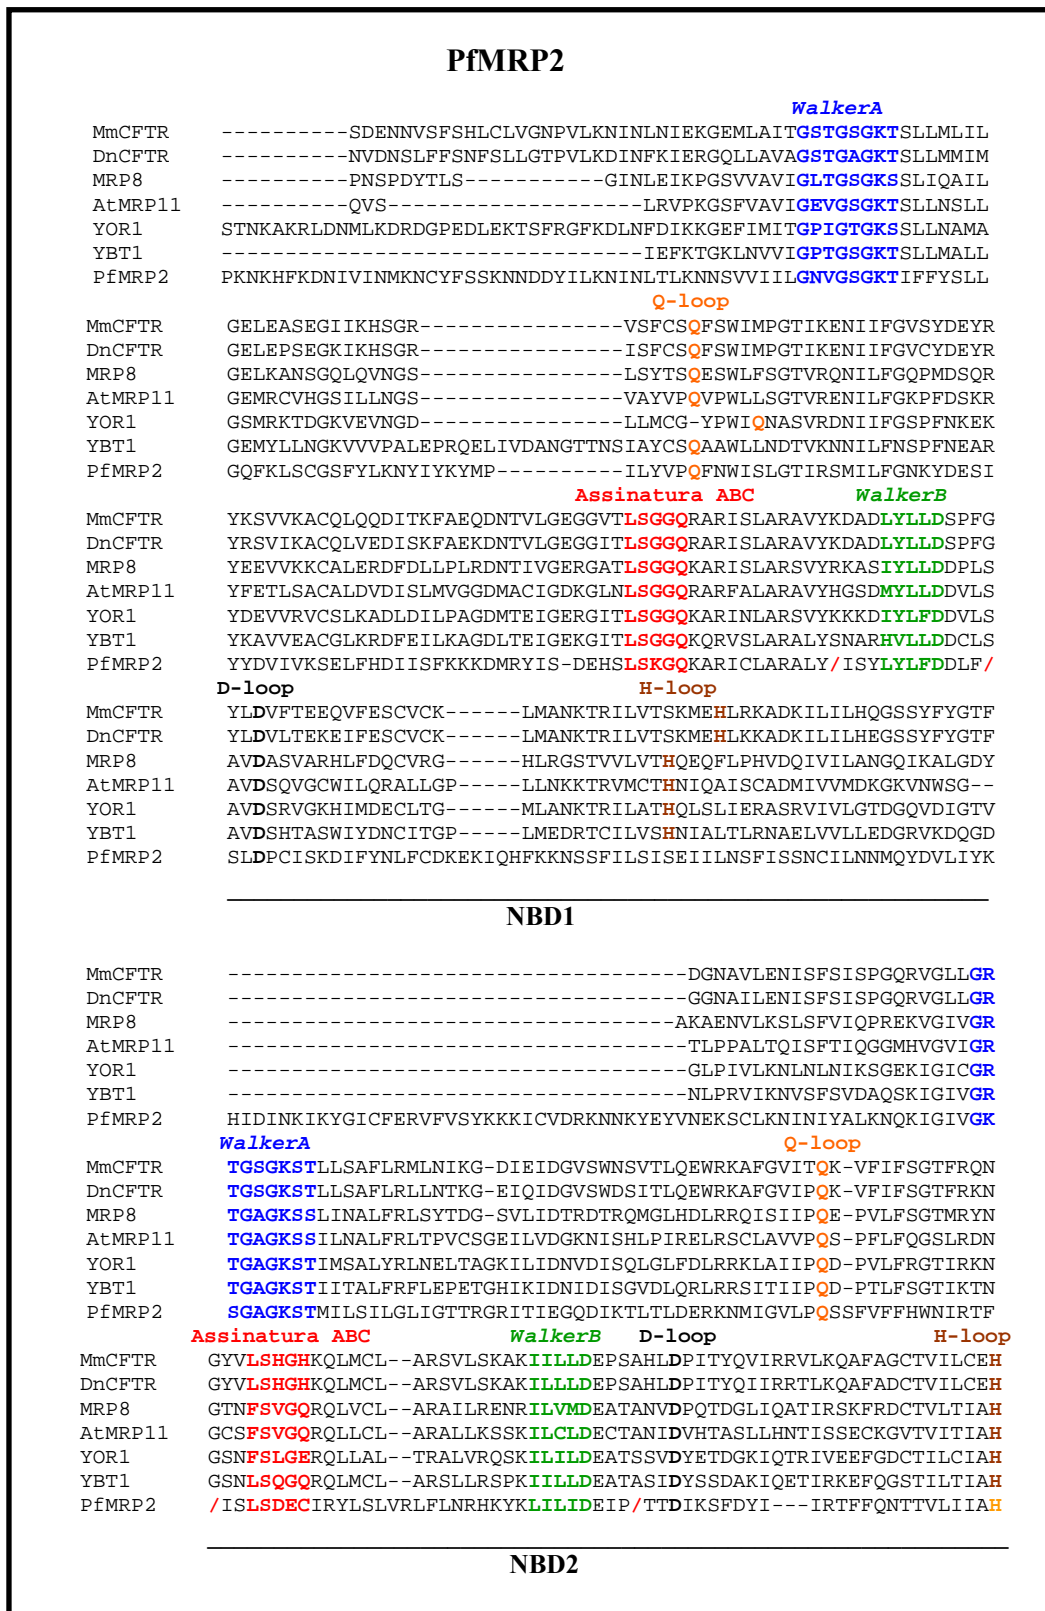 PfMRP2
WalkerA
MmCFTR ----------SDENNVSFSHLCLVGNPVLKNINLNIEKGEMLAITGSTGSGKTSLLMLIL
DnCFTR ----------NVDNSLFFSNFSLLGTPVLKDINFKIERGQLLAVAGSTGAGKTSLLMMIM
MRP8 ----------PNSPDYTLS-----------GINLEIKPGSVVAVIGLTGSGKSSLIQAIL
AtMRP11 ----------QVS--------------------LRVPKGSFVAVIGEVGSGKTSLLNSLL
YOR1 STNKAKRLDNMLKDRDGPEDLEKTSFRGFKDLNFDIKKGEFIMITGPIGTGKSSLLNAMA
YBT1 ---------------------------------IEFKTGKLNVVIGPTGSGKTSLLMALL
PfMRP2 PKNKHFKDNIVINMKNCYFSSKNNDDYILKNINLTLKNNSVVIILGNVGSGKTIFFYSLL
Q-loop
MmCFTR GELEASEGIIKHSGR----------------VSFCSQFSWIMPGTIKENIIFGVSYDEYR
DnCFTR GELEPSEGKIKHSGR----------------ISFCSQFSWIMPGTIKENIIFGVCYDEYR
MRP8 GELKANSGQLQVNGS----------------LSYTSQESWLFSGTVRQNILFGQPMDSQR
AtMRP11 GEMRCVHGSILLNGS----------------VAYVPQVPWLLSGTVRENILFGKPFDSKR
YOR1 GSMRKTDGKVEVNGD----------------LLMCG-YPWIQNASVRDNIIFGSPFNKEK
YBT1 GEMYLLNGKVVVPALEPRQELIVDANGTTNSIAYCSQAAWLLNDTVKNNILFNSPFNEAR
PfMRP2 GQFKLSCGSFYLKNYIYKYMP----------ILYVPQFNWISLGTIRSMILFGNKYDESI
Assinatura ABC WalkerB
MmCFTR YKSVVKACQLQQDITKFAEQDNTVLGEGGVTLSGGQRARISLARAVYKDADLYLLDSPFG
DnCFTR YRSVIKACQLVEDISKFAEKDNTVLGEGGITLSGGQRARISLARAVYKDADLYLLDSPFG
MRP8 YEEVVKKCALERDFDLLPLRDNTIVGERGATLSGGQKARISLARSVYRKASIYLLDDPLS
AtMRP11 YFETLSACALDVDISLMVGGDMACIGDKGLNLSGGQRARFALARAVYHGSDMYLLDDVLS
YOR1 YDEVVRVCSLKADLDILPAGDMTEIGERGITLSGGQKARINLARSVYKKKDIYLFDDVLS
YBT1 YKAVVEACGLKRDFEILKAGDLTEIGEKGITLSGGQKQRVSLARALYSNARHVLLDDCLS
PfMRP2 YYDVIVKSELFHDIISFKKKDMRYIS-DEHSLSKGQKARICLARALY/ISYLYLFDDLF/
D-loop H-loop
MmCFTR YLDVFTEEQVFESCVCK------LMANKTRILVTSKMEHLRKADKILILHQGSSYFYGTF
DnCFTR YLDVLTEKEIFESCVCK------LMANKTRILVTSKMEHLKKADKILILHEGSSYFYGTF
MRP8 AVDASVARHLFDQCVRG------HLRGSTVVLVTHQEQFLPHVDQIVILANGQIKALGDY
AtMRP11 AVDSQVGCWILQRALLGP-----LLNKKTRVMCTHNIQAISCADMIVVMDKGKVNWSG--
YOR1 AVDSRVGKHIMDECLTG------MLANKTRILATHQLSLIERASRVIVLGTDGQVDIGTV
YBT1 AVDSHTASWIYDNCITGP-----LMEDRTCILVSHNIALTLRNAELVVLLEDGRVKDQGD
PfMRP2 SLDPCISKDIFYNLFCDKEKIQHFKKNSSFILSISEIILNSFISSNCILNNMQYDVLIYK
NBD1
MmCFTR ------------------------------------DGNAVLENISFSISPGQRVGLLGR
DnCFTR ------------------------------------GGNAILENISFSISPGQRVGLLGR
MRP8 -----------------------------------AKAENVLKSLSFVIQPREKVGIVGR
AtMRP11 ------------------------------------TLPPALTQISFTIQGGMHVGVIGR
YOR1 ------------------------------------GLPIVLKNLNLNIKSGEKIGICGR
YBT1 ------------------------------------NLPRVIKNVSFSVDAQSKIGIVGR
PfMRP2 HIDINKIKYGICFERVFVSYKKKICVDRKNNKYEYVNEKSCLKNINIYALKNQKIGIVGK
WalkerA Q-loop
MmCFTR TGSGKSTLLSAFLRMLNIKG-DIEIDGVSWNSVTLQEWRKAFGVITQK-VFIFSGTFRQN
DnCFTR TGSGKSTLLSAFLRLLNTKG-EIQIDGVSWDSITLQEWRKAFGVIPQK-VFIFSGTFRKN
MRP8 TGAGKSSLINALFRLSYTDG-SVLIDTRDTRQMGLHDLRRQISIIPQE-PVLFSGTMRYN
AtMRP11 TGAGKSSILNALFRLTPVCSGEILVDGKNISHLPIRELRSCLAVVPQS-PFLFQGSLRDN
YOR1 TGAGKSTIMSALYRLNELTAGKILIDNVDISQLGLFDLRRKLAIIPQD-PVLFRGTIRKN
YBT1 TGAGKSTIITALFRFLEPETGHIKIDNIDISGVDLQRLRRSITIIPQD-PTLFSGTIKTN
PfMRP2 SGAGKSTMILSILGLIGTTRGRITIEGQDIKTLTLDERKNMIGVLPQSSFVFFHWNIRTF
Assinatura ABC WalkerB D-loop H-loop
MmCFTR GYVLSHGHKQLMCL--ARSVLSKAKIILLDEPSAHLDPITYQVIRRVLKQAFAGCTVILCEH
DnCFTR GYVLSHGHKQLMCL--ARSVLSKAKILLLDEPSAHLDPITYQIIRRTLKQAFADCTVILCEH
MRP8 GTNFSVGQRQLVCL--ARAILRENRILVMDEATANVDPQTDGLIQATIRSKFRDCTVLTIAH
AtMRP11 GCSFSVGQRQLLCL--ARALLKSSKILCLDECTANIDVHTASLLHNTISSECKGVTVITIAH
YOR1 GSNFSLGERQLLAL--TRALVRQSKILILDEATSSVDYETDGKIQTRIVEEFGDCTILCIAH
YBT1 GSNLSQGQRQLMCL--ARSLLRSPKIILLDEATASIDYSSDAKIQETIRKEFQGSTILTIAH
PfMRP2 /ISLSDECIRYLSLVRLFLNRHKYKLILIDEIP/TTDIKSFDYI---IRTFFQNTTVLIIAH
NBD2